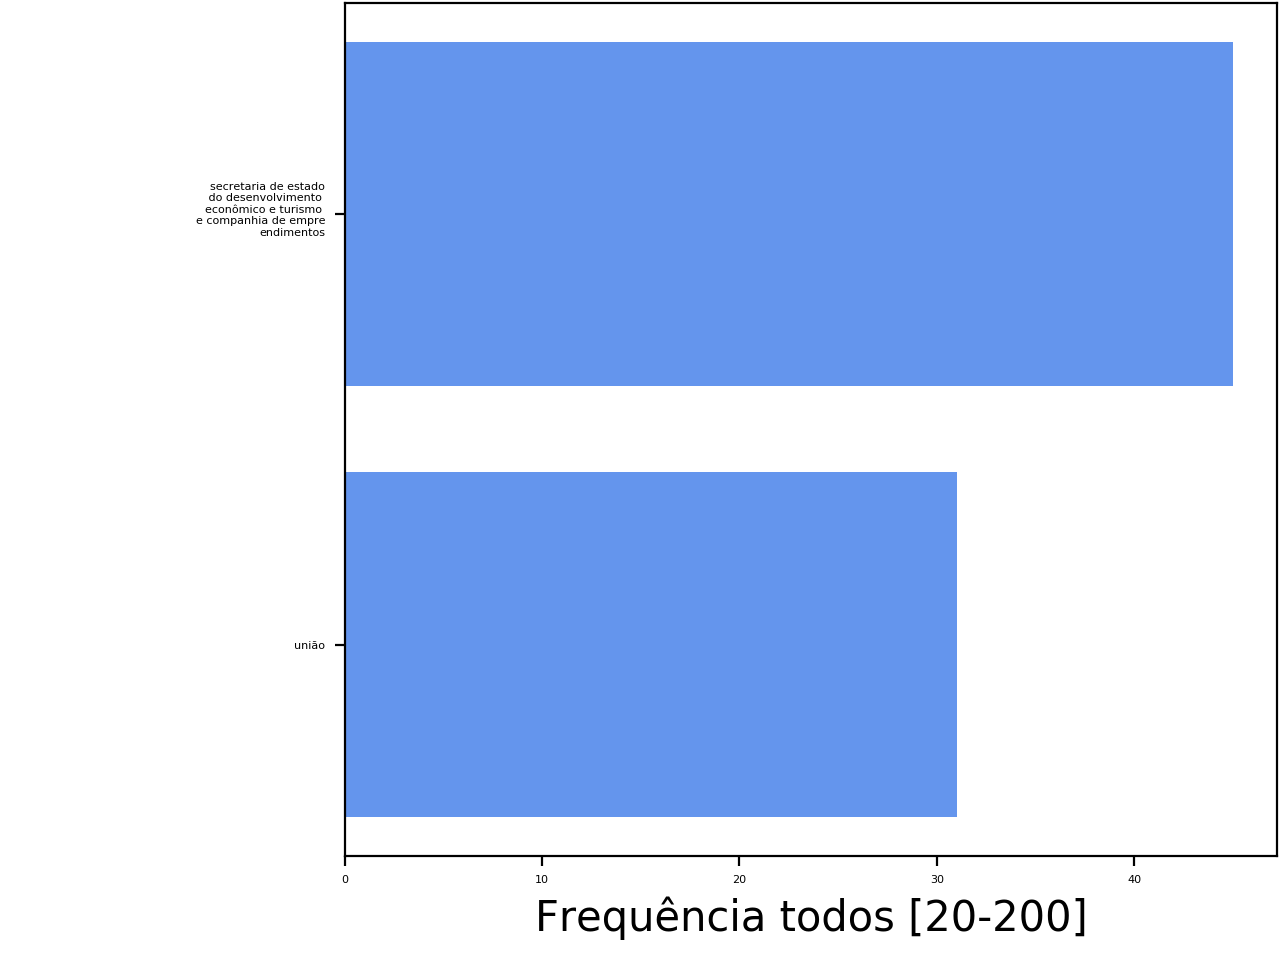 secretaria de estado
do desenvolvimento
econômico e turismo
e companhia de empre
endimentos
união
0
10
20
30
40
Frequência todos [20-200]